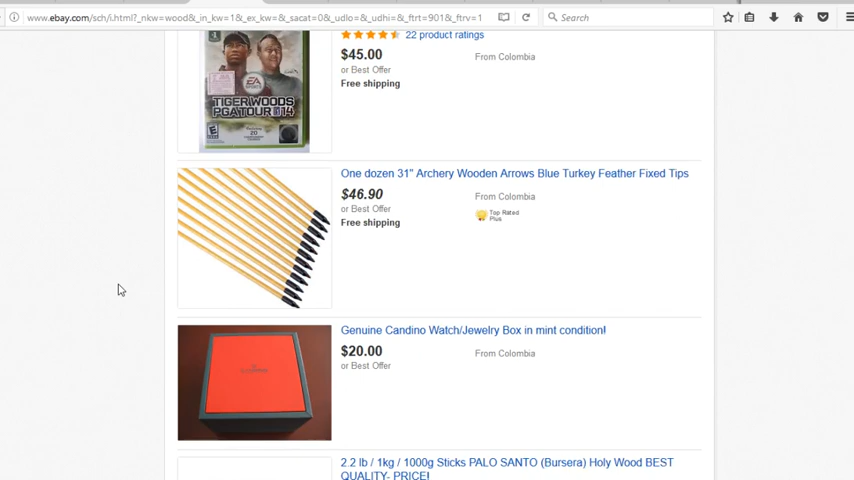 www.ebay.com/sch/i.html?_nkw=wood&_in_kw=1&_ex_kw=&_sacat=0&_udlo=&_udhi=&_ftrt=901&_ftrv=1
Search
22 product ratings
$45.00
From Colombia
or Best Offer
Free shipping
EA
SPORTS
TIGER WOODS
PGA TOUR 14
One dozen 31" Archery Wooden Arrows Blue Turkey Feather Fixed Tips
$46.90
From Colombia
or Best Offer
Top Rated
Plus
Free shipping
Genuine Candino Watch/Jewelry Box in mint condition!
$20.00
From Colombia
or Best Offer
2.2 lb / 1kg / 1000g Sticks PALO SANTO (Bursera) Holy Wood BEST
QUALITY- PRICE!